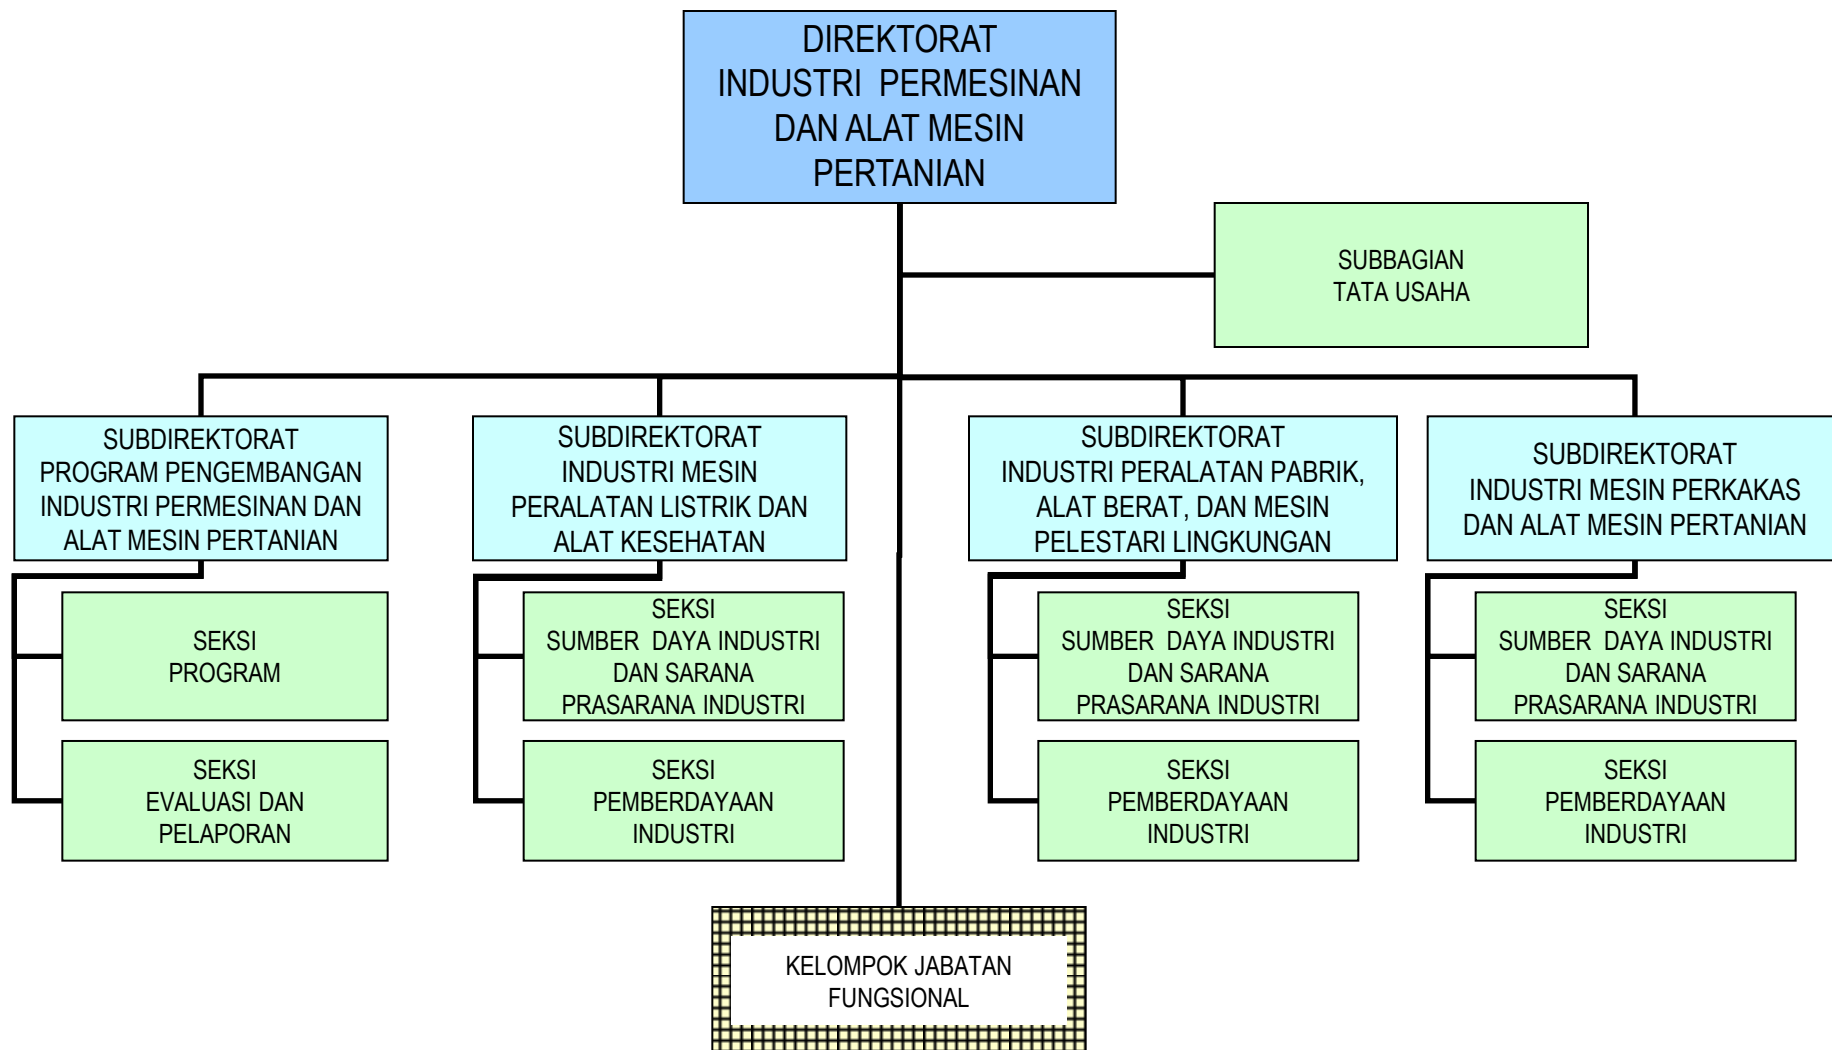 DIREKTORAT
INDUSTRI PERMESINAN
DAN ALAT MESIN
PERTANIAN
SUBBAGIAN
TATA USAHA
SUBDIREKTORAT
PROGRAM PENGEMBANGAN
INDUSTRI PERMESINAN DAN
ALAT MESIN PERTANIAN
SUBDIREKTORAT
INDUSTRI MESIN
PERALATAN LISTRIK DAN
ALAT KESEHATAN
SUBDIREKTORAT
INDUSTRI PERALATAN PABRIK,
ALAT BERAT, DAN MESIN
PELESTARI LINGKUNGAN
SUBDIREKTORAT
INDUSTRI MESIN PERKAKAS
DAN ALAT MESIN PERTANIAN
SEKSI
PROGRAM
SEKSI
SUMBER DAYA INDUSTRI
DAN SARANA
PRASARANA INDUSTRI
SEKSI
SUMBER DAYA INDUSTRI
DAN SARANA
PRASARANA INDUSTRI
SEKSI
SUMBER DAYA INDUSTRI
DAN SARANA
PRASARANA INDUSTRI
SEKSI
EVALUASI DAN
PELAPORAN
SEKSI
PEMBERDAYAAN
INDUSTRI
SEKSI
PEMBERDAYAAN
INDUSTRI
SEKSI
PEMBERDAYAAN
INDUSTRI
KELOMPOK JABATAN
FUNGSIONAL